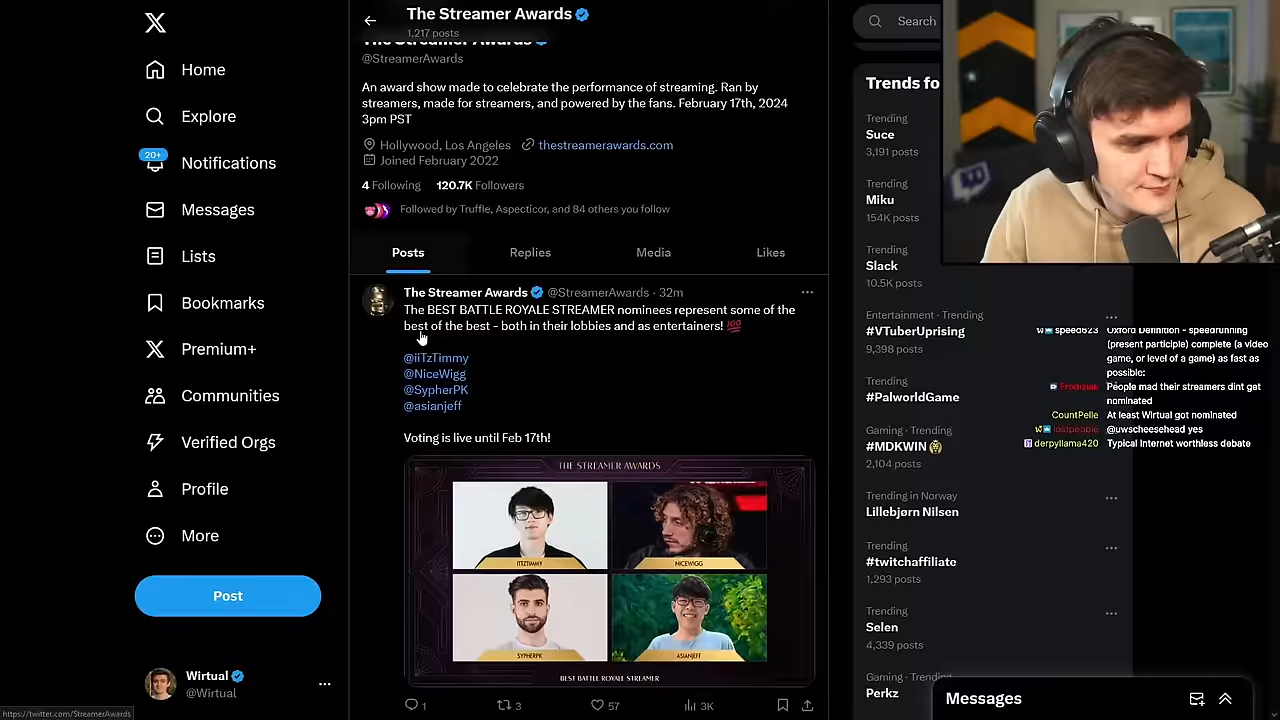 The Streamer Awards
1,217 posts
The Streamer Awards
@StreamerAwards
An award show made to celebrate the performance of streaming. Ran by
streamers, made for streamers, and powered by the fans. February 17th, 2024
3pm PST
Hollywood, Los Angeles thestreamerawards.com
Joined February 2022
4 Following 120.7K Followers
Followed by Truffle, Aspecticor, and 84 others you follow
Posts Replies Media Likes
The Streamer Awards @StreamerAwards · 32m
The BEST BATTLE ROYALE STREAMER nominees represent some of the
best of the best - both in their lobbies and as entertainers! 💯
@iiTzTimmy
@NiceWigg
@SypherPK
@asianjeff
Voting is live until Feb 17th!
THE STREAMER AWARDS
IITZTIMMY
NICEWIGG
SYPHERPK
ASIANJEFF
BEST BATTLE ROYALE STREAMER
1 3 57 3K
X
Home
Explore
20+
Notifications
Messages
Lists
Bookmarks
Premium+
Communities
Verified Orgs
Profile
More
Post
Wirtual
@Wirtual
https://twitter.com/StreamerAwards
Search
Trends fo
Trending
Suce
3,191 posts
Trending
Miku
154K posts
Trending
Slack
10.5K posts
Entertainment · Trending
#VTuberUprising
9,398 posts
Trending
#PalworldGame
Gaming · Trending
#MDKWIN
2,104 posts
Trending in Norway
Lillebjørn Nilsen
Trending
#twitchaffiliate
1,293 posts
Trending
Selen
4,339 posts
Gaming · Trending
Perkz
speed623 Oxford Definition - speedrunning
(present participle) complete (a video
game, or level of a game) as fast as
possible:
People mad their streamers dint get
nominated
CountPelle At least Wirtual got nominated
lostpebble @uwscheesehead yes
derpyllama420 Typical Internet worthless debate
Messages